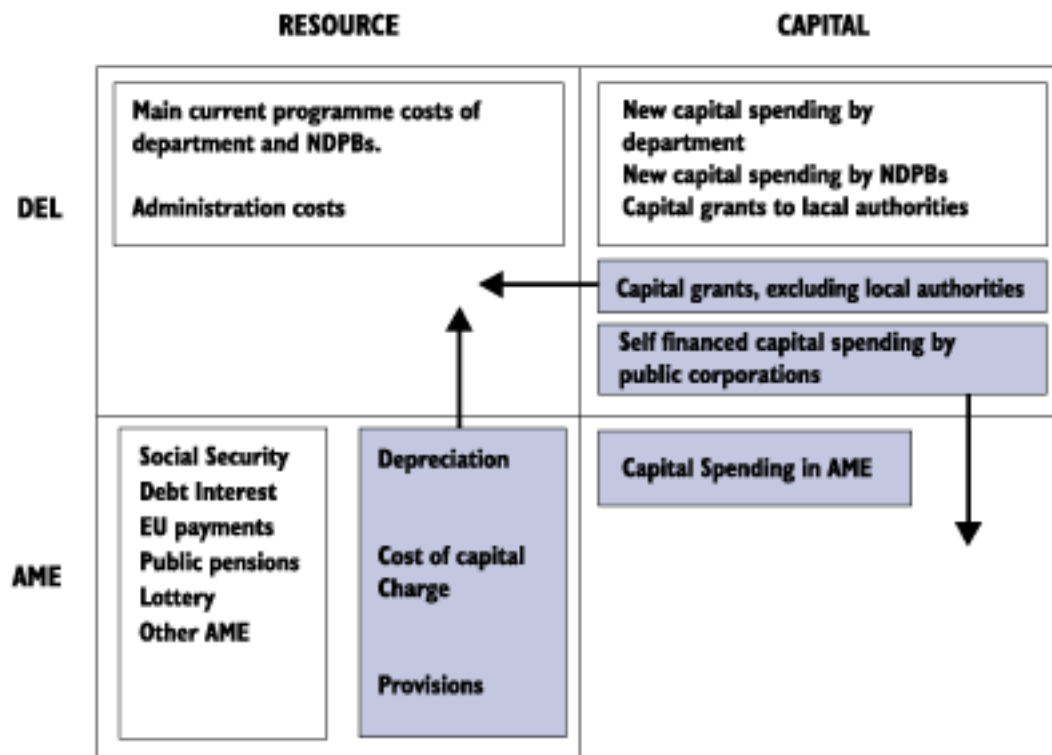 RESOURCE
CAPITAL
DEL
Main current programme costs of
department and NDPBs.
Administration costs
New capital spending by
department
New capital spending by NDPBs
Capital grants to lacal authorities
Capital grants, excluding local authorities
Self financed capital spending by
public corporations
AME
Social Security
Debt Interest
EU payments
Public pensions
Lottery
Other AME
Depreciation
Cost of capital
Charge
Provisions
Capital Spending in AME